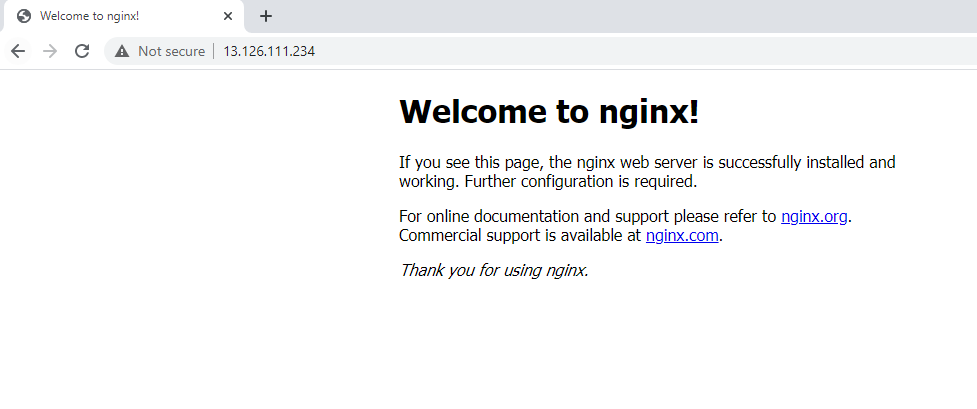 Welcome to nginx!
Not secure | 13.126.111.234
Welcome to nginx!
If you see this page, the nginx web server is successfully installed and
working. Further configuration is required.
For online documentation and support please refer to nginx.org.
Commercial support is available at nginx.com.
Thank you for using nginx.